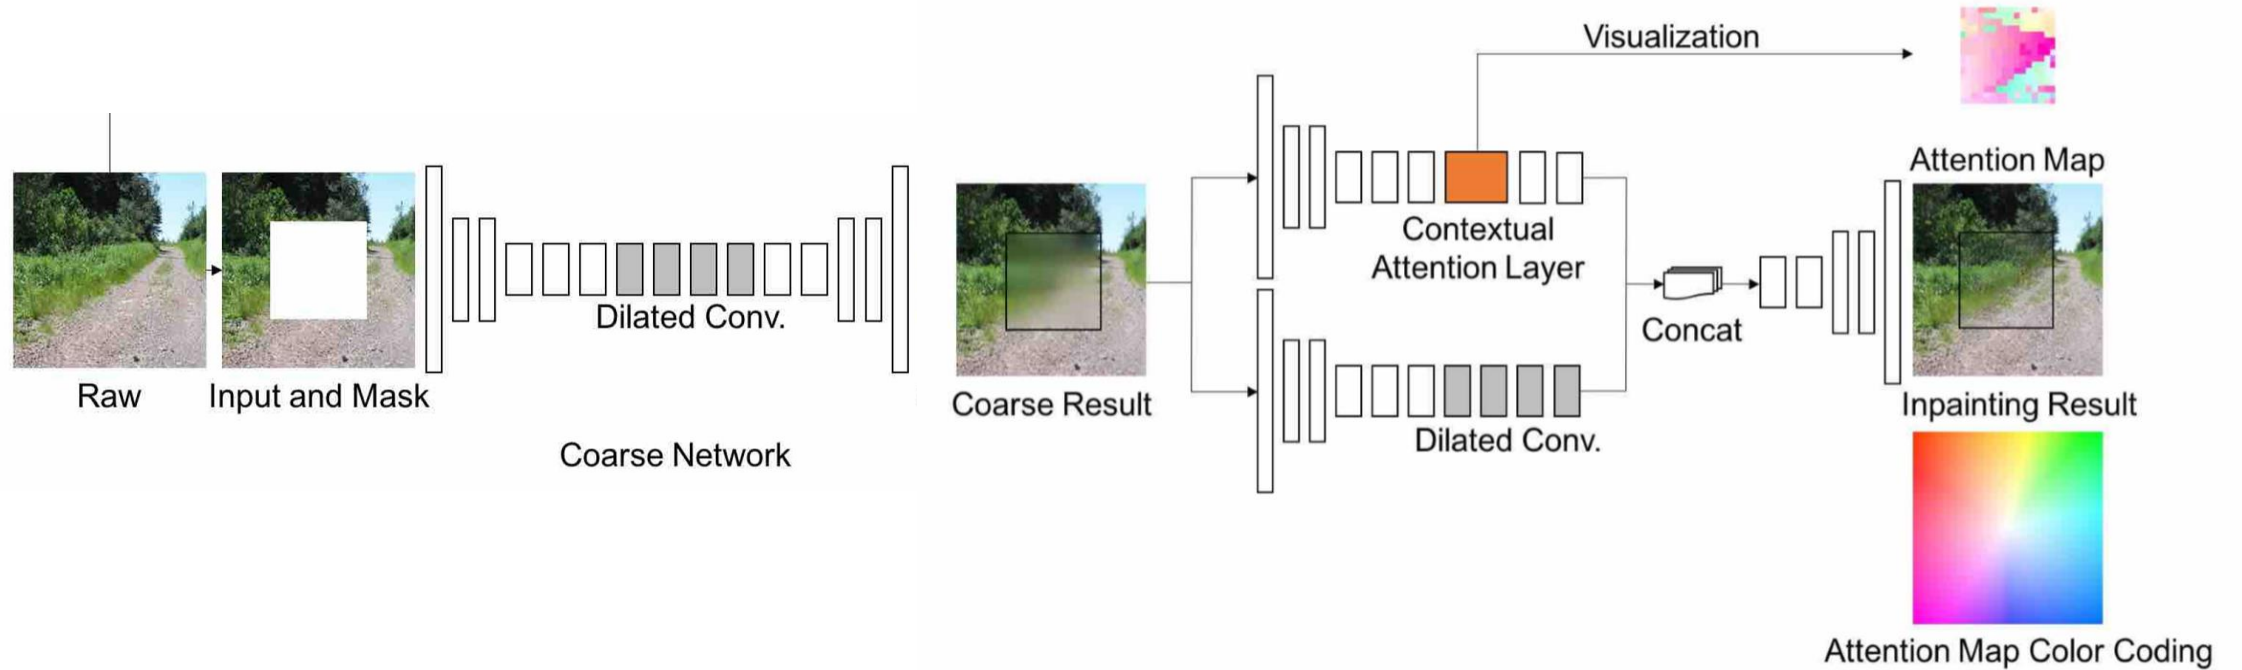 Visualization
Attention Map
Contextual
Attention Layer
Dilated Conv.
Concat
Raw
Input and Mask
Coarse Result
Inpainting Result
Dilated Conv.
Coarse Network
Attention Map Color Coding